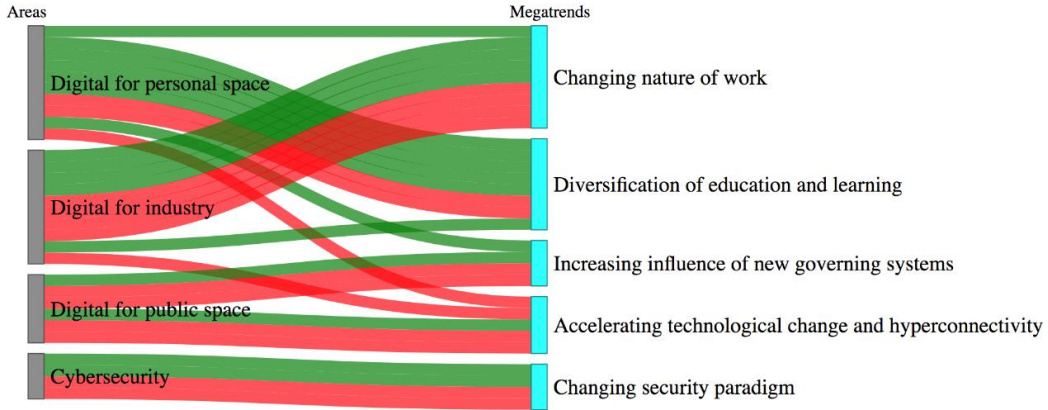 Areas
Megatrends
Digital for personal space
Changing nature of work
Diversification of education and learning
Digital for industry
Increasing influence of new governing systems
Digital for public space
Accelerating technological change and hyperconnectivity
Cybersecurity
Changing security paradigm